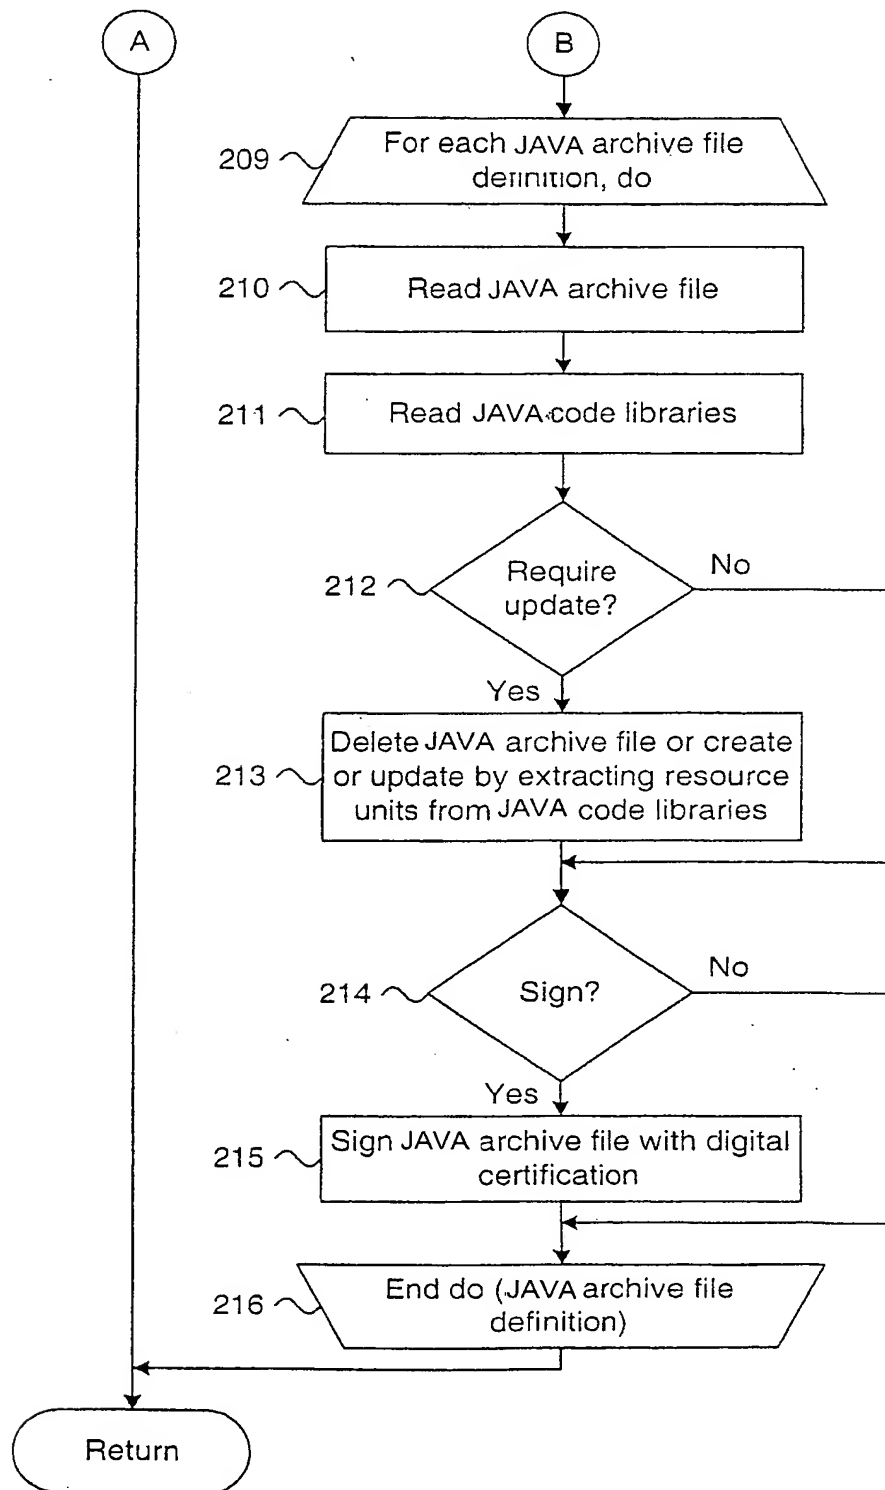 A
B
209
For each JAVA archive file
definition, do
210
Read JAVA archive file
211
Read JAVA code libraries
212
Require
update?
No
Yes
213
Delete JAVA archive file or create
or update by extracting resource
units from JAVA code libraries
214
Sign?
No
Yes
215
Sign JAVA archive file with digital
certification
216
End do (JAVA archive file
definition)
Return